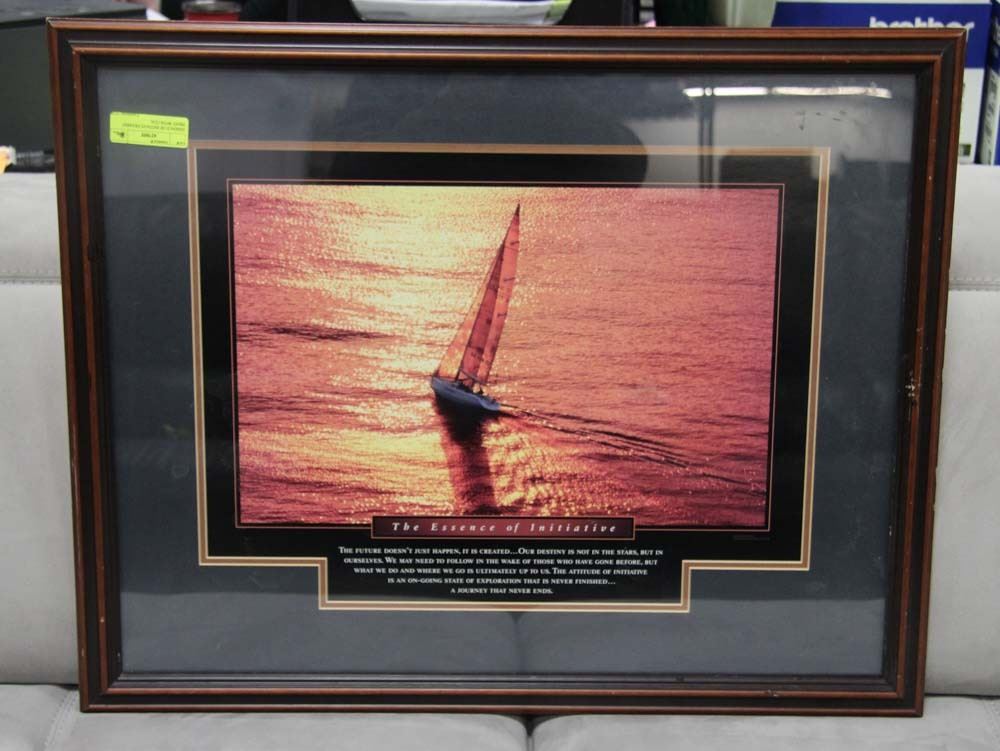 brother
The Essence of Initiative
THE FUTURE DOESN'T JUST HAPPEN, IT IS CREATED...OUR DESTINY IS NOT IN THE STARS, BUT IN
OURSELVES. WE MAY NEED TO FOLLOW IN THE WAKE OF THOSE WHO HAVE GONE BEFORE, BUT
WHAT WE DO AND WHERE WE GO IS ULTIMATELY UP TO US. THE ATTITUDE OF INITIATIVE
IS AN ON-GOING STATE OF EXPLORATION THAT IS NEVER FINISHED...
A JOURNEY THAT NEVER ENDS.